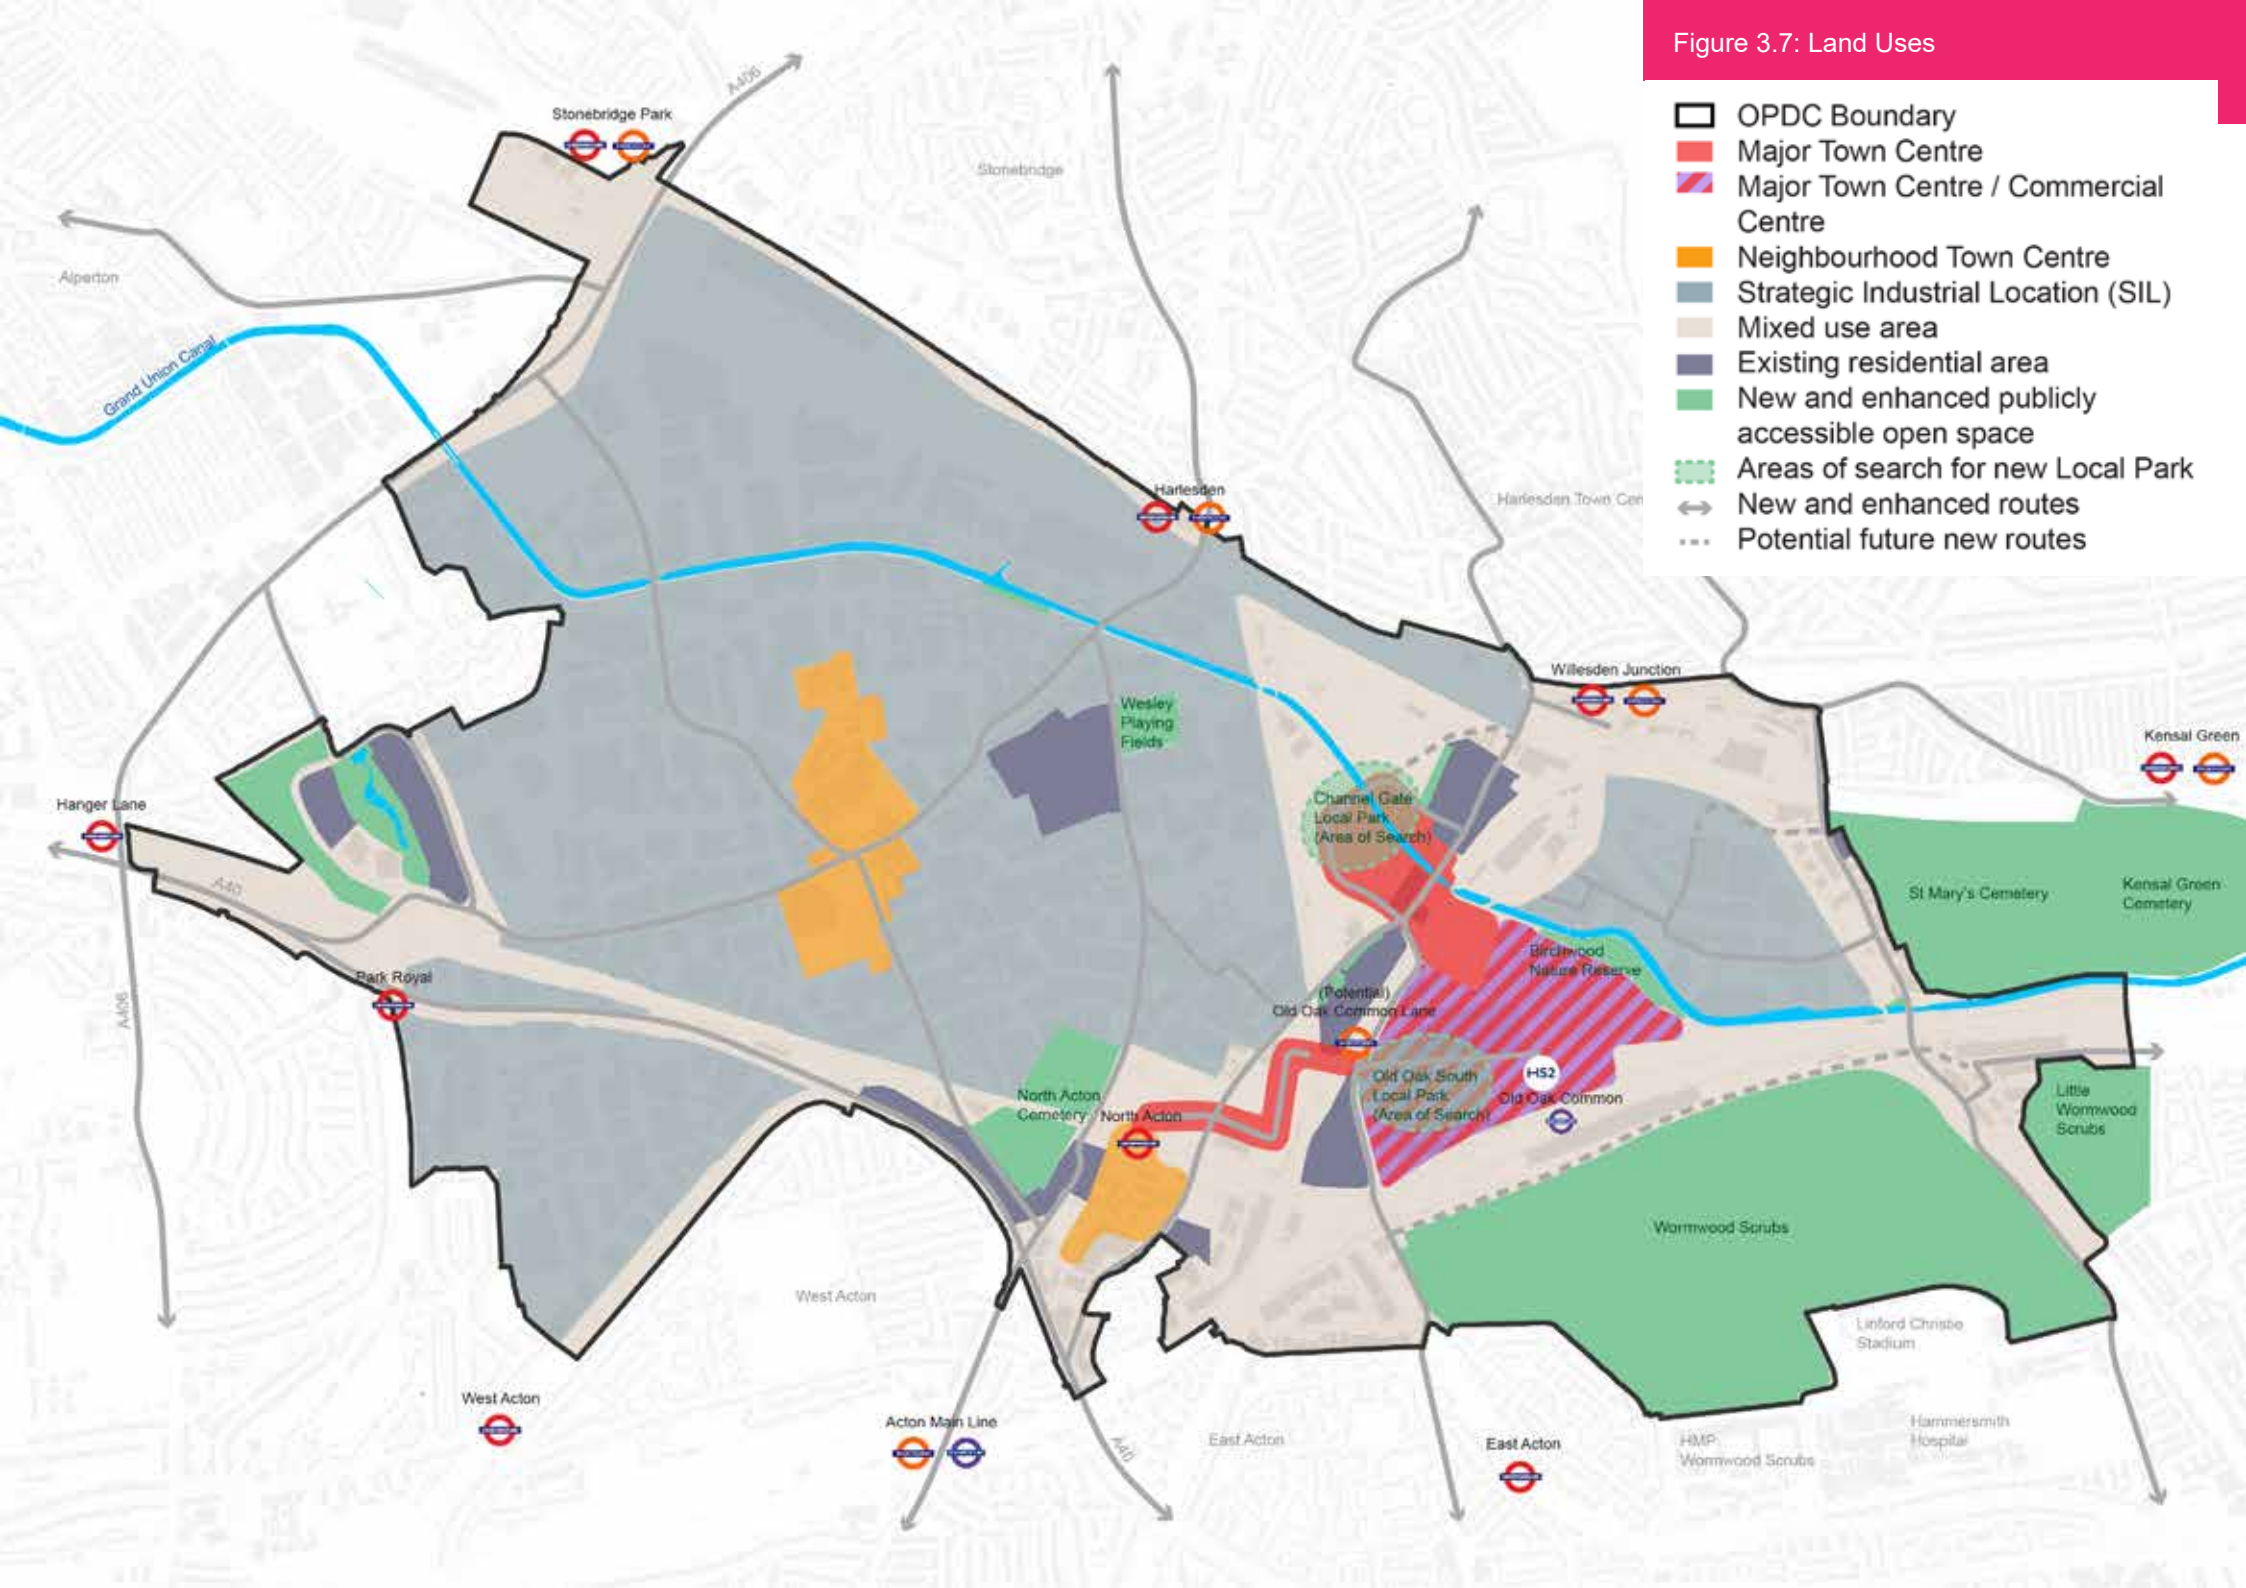 Figure 3.7: Land Uses
OPDC Boundary
Major Town Centre
Major Town Centre / Commercial
Centre
Neighbourhood Town Centre
Strategic Industrial Location (SIL)
Mixed use area
Existing residential area
New and enhanced publicly
accessible open space
Areas of search for new Local Park
New and enhanced routes
Potential future new routes
A406
Stonebridge Park
Stonebridge
Alperton
Grand Union Canal
Harlesden
Harlesden Town Cen
Willesden Junction
Wesley
Playing
Fields
Kensal Green
Hanger Lane
Channel Gate
Local Park
(Area of Search)
A40
St Mary's Cemetery
Kensal Green
Cemetery
Birchwood
Nature Reserve
Park Royal
A406
(Potential)
Old Oak Common Lane
HS2
Old Oak South
Local Park
(Area of Search)
Old Oak Common
North Acton
Cemetery
North Acton
Little
Wormwood
Scrubs
Wormwood Scrubs
West Acton
Linford Christie
Stadium
West Acton
Acton Main Line
A40
East Acton
East Acton
HMP
Wormwood Scrubs
Hammersmith
Hospital